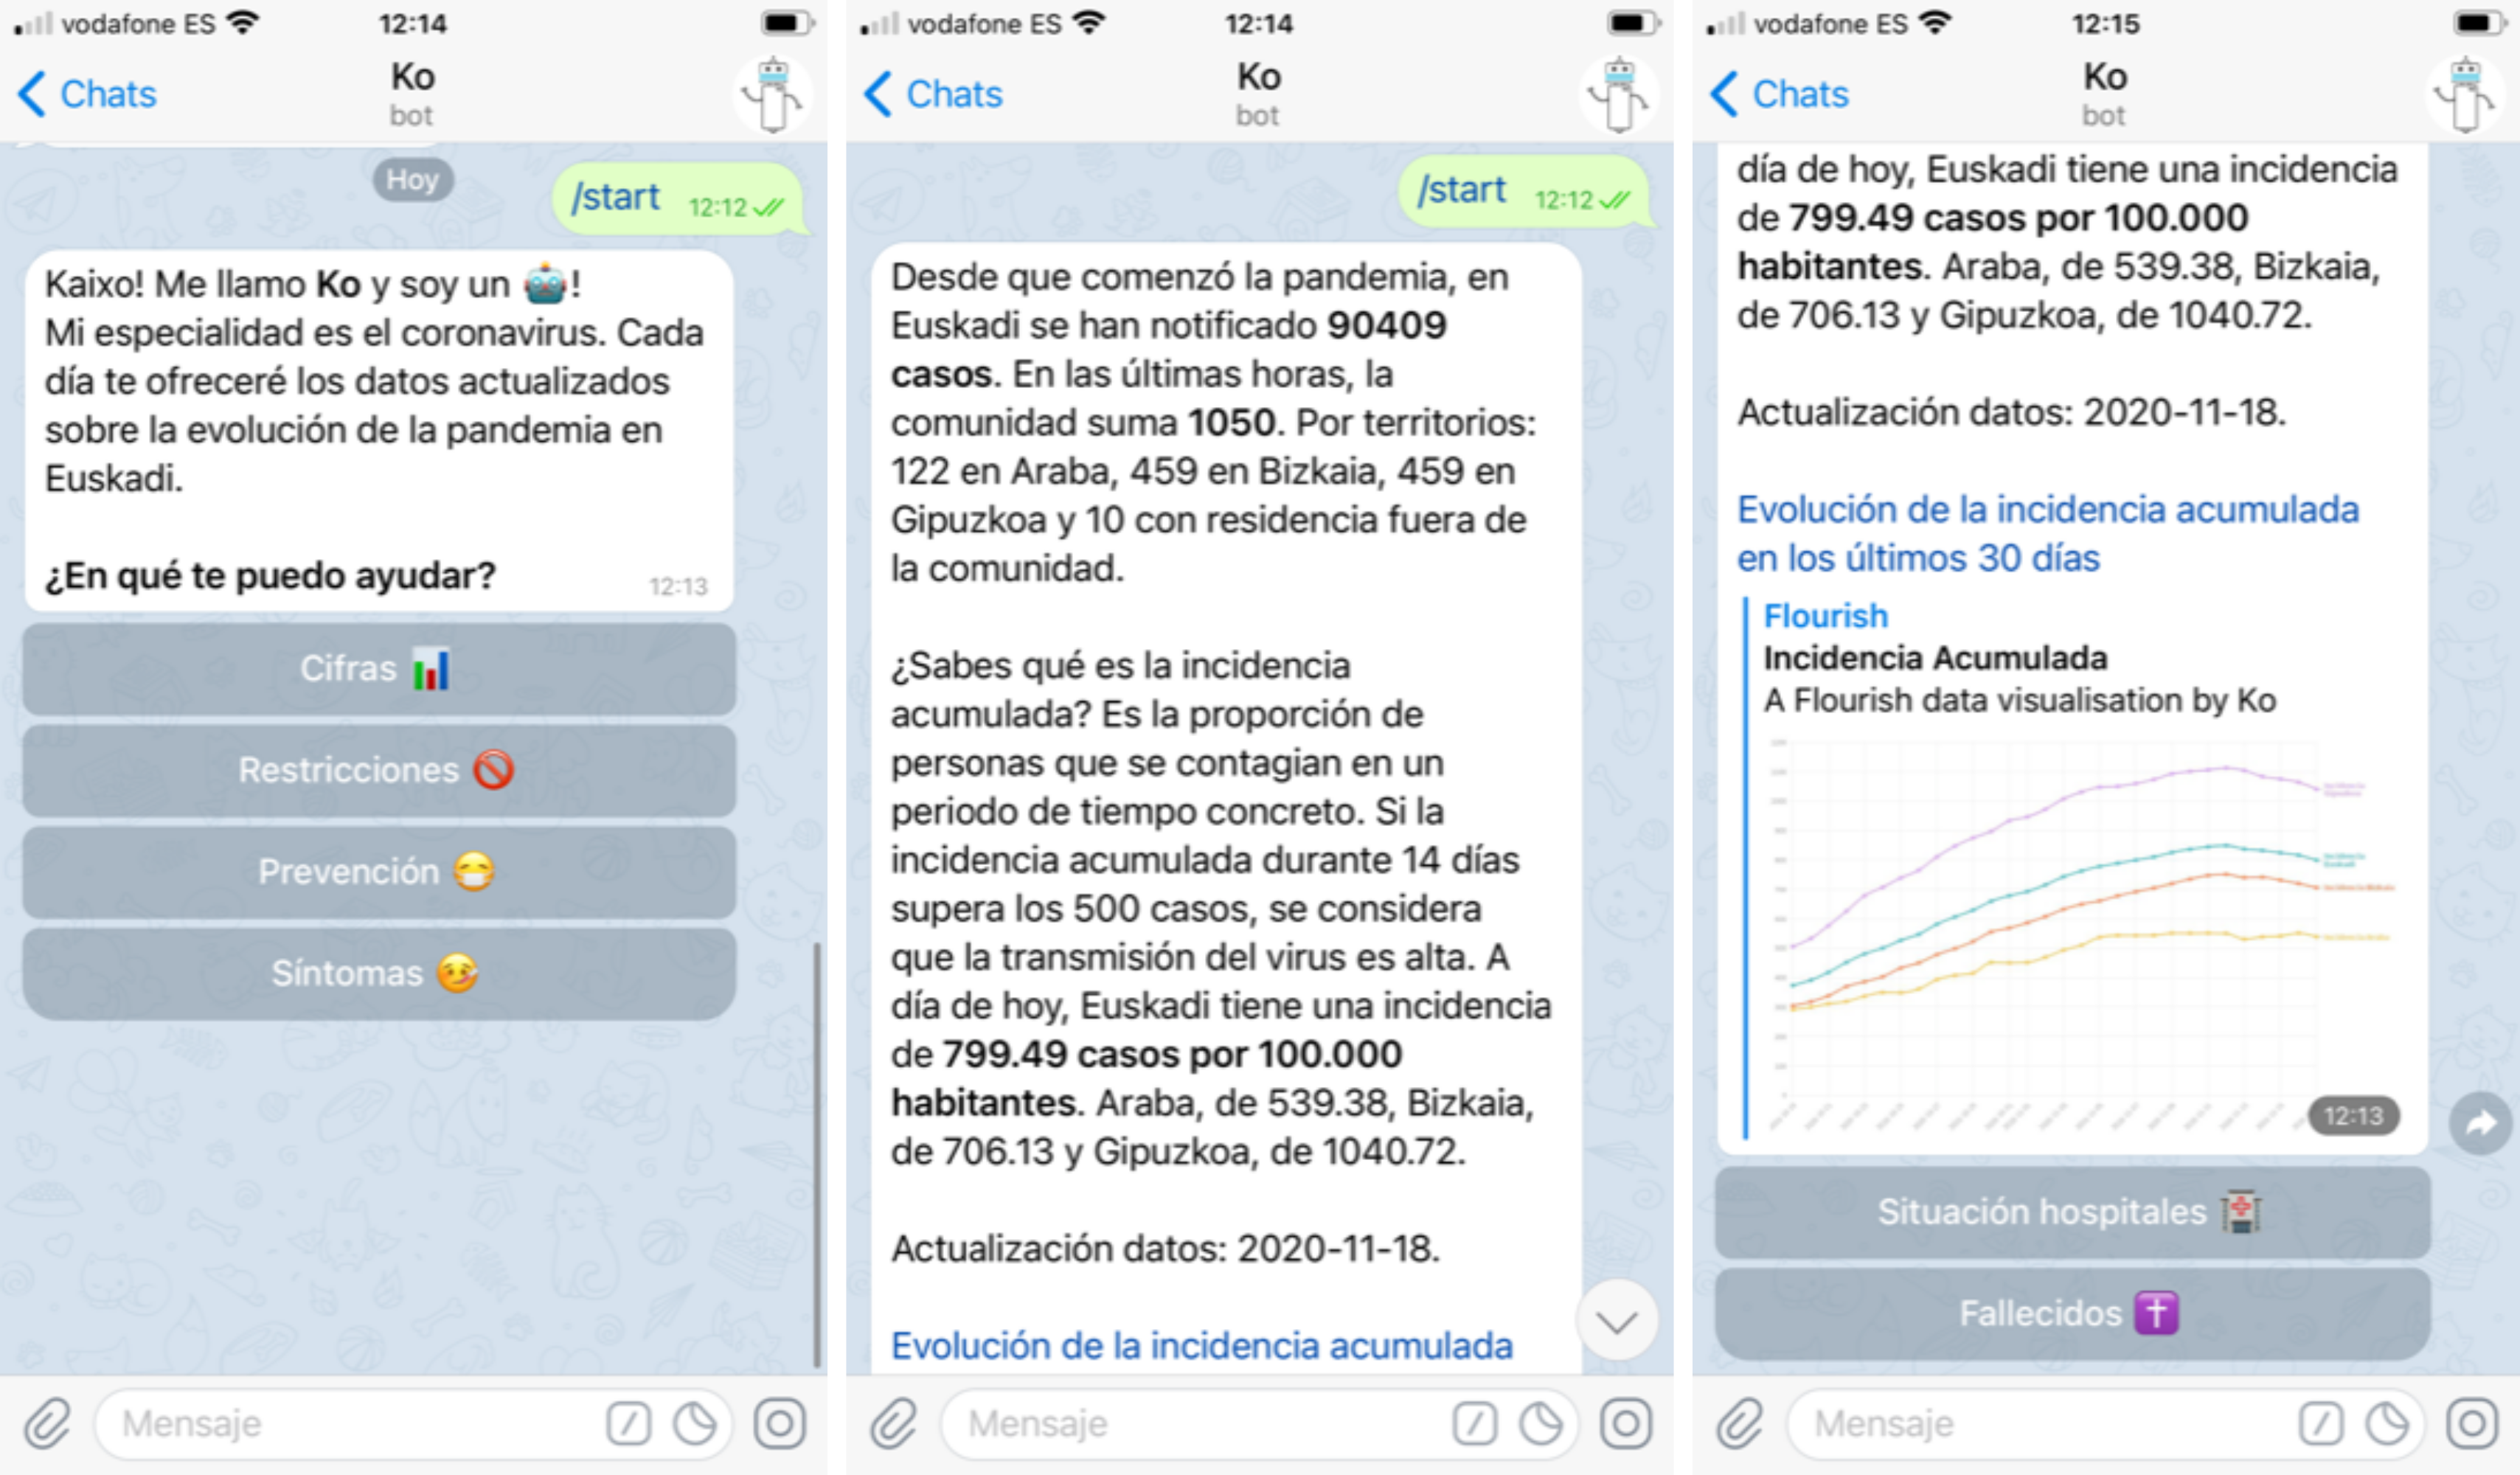 vodafone ES 12:14
Chats
Ko
bot
Hoy
/start 12:12
Kaixo! Me llamo Ko y soy un 🤖!
Mi especialidad es el coronavirus. Cada
día te ofreceré los datos actualizados
sobre la evolución de la pandemia en
Euskadi.
¿En qué te puedo ayudar? 12:13
Cifras 📊
Restricciones 🚫
Prevención 😷
Síntomas 🤒
Mensaje
vodafone ES 12:14
Chats
Ko
bot
/start 12:12
Desde que comenzó la pandemia, en
Euskadi se han notificado 90409
casos. En las últimas horas, la
comunidad suma 1050. Por territorios:
122 en Araba, 459 en Bizkaia, 459 en
Gipuzkoa y 10 con residencia fuera de
la comunidad.
¿Sabes qué es la incidencia
acumulada? Es la proporción de
personas que se contagian en un
periodo de tiempo concreto. Si la
incidencia acumulada durante 14 días
supera los 500 casos, se considera
que la transmisión del virus es alta. A
día de hoy, Euskadi tiene una incidencia
de 799.49 casos por 100.000
habitantes. Araba, de 539.38, Bizkaia,
de 706.13 y Gipuzkoa, de 1040.72.
Actualización datos: 2020-11-18.
Evolución de la incidencia acumulada
Mensaje
vodafone ES 12:15
Chats
Ko
bot
día de hoy, Euskadi tiene una incidencia
de 799.49 casos por 100.000
habitantes. Araba, de 539.38, Bizkaia,
de 706.13 y Gipuzkoa, de 1040.72.
Actualización datos: 2020-11-18.
Evolución de la incidencia acumulada
en los últimos 30 días
Flourish
Incidencia Acumulada
A Flourish data visualisation by Ko
12:13
Situación hospitales 🏥
Fallecidos ✝️
Mensaje